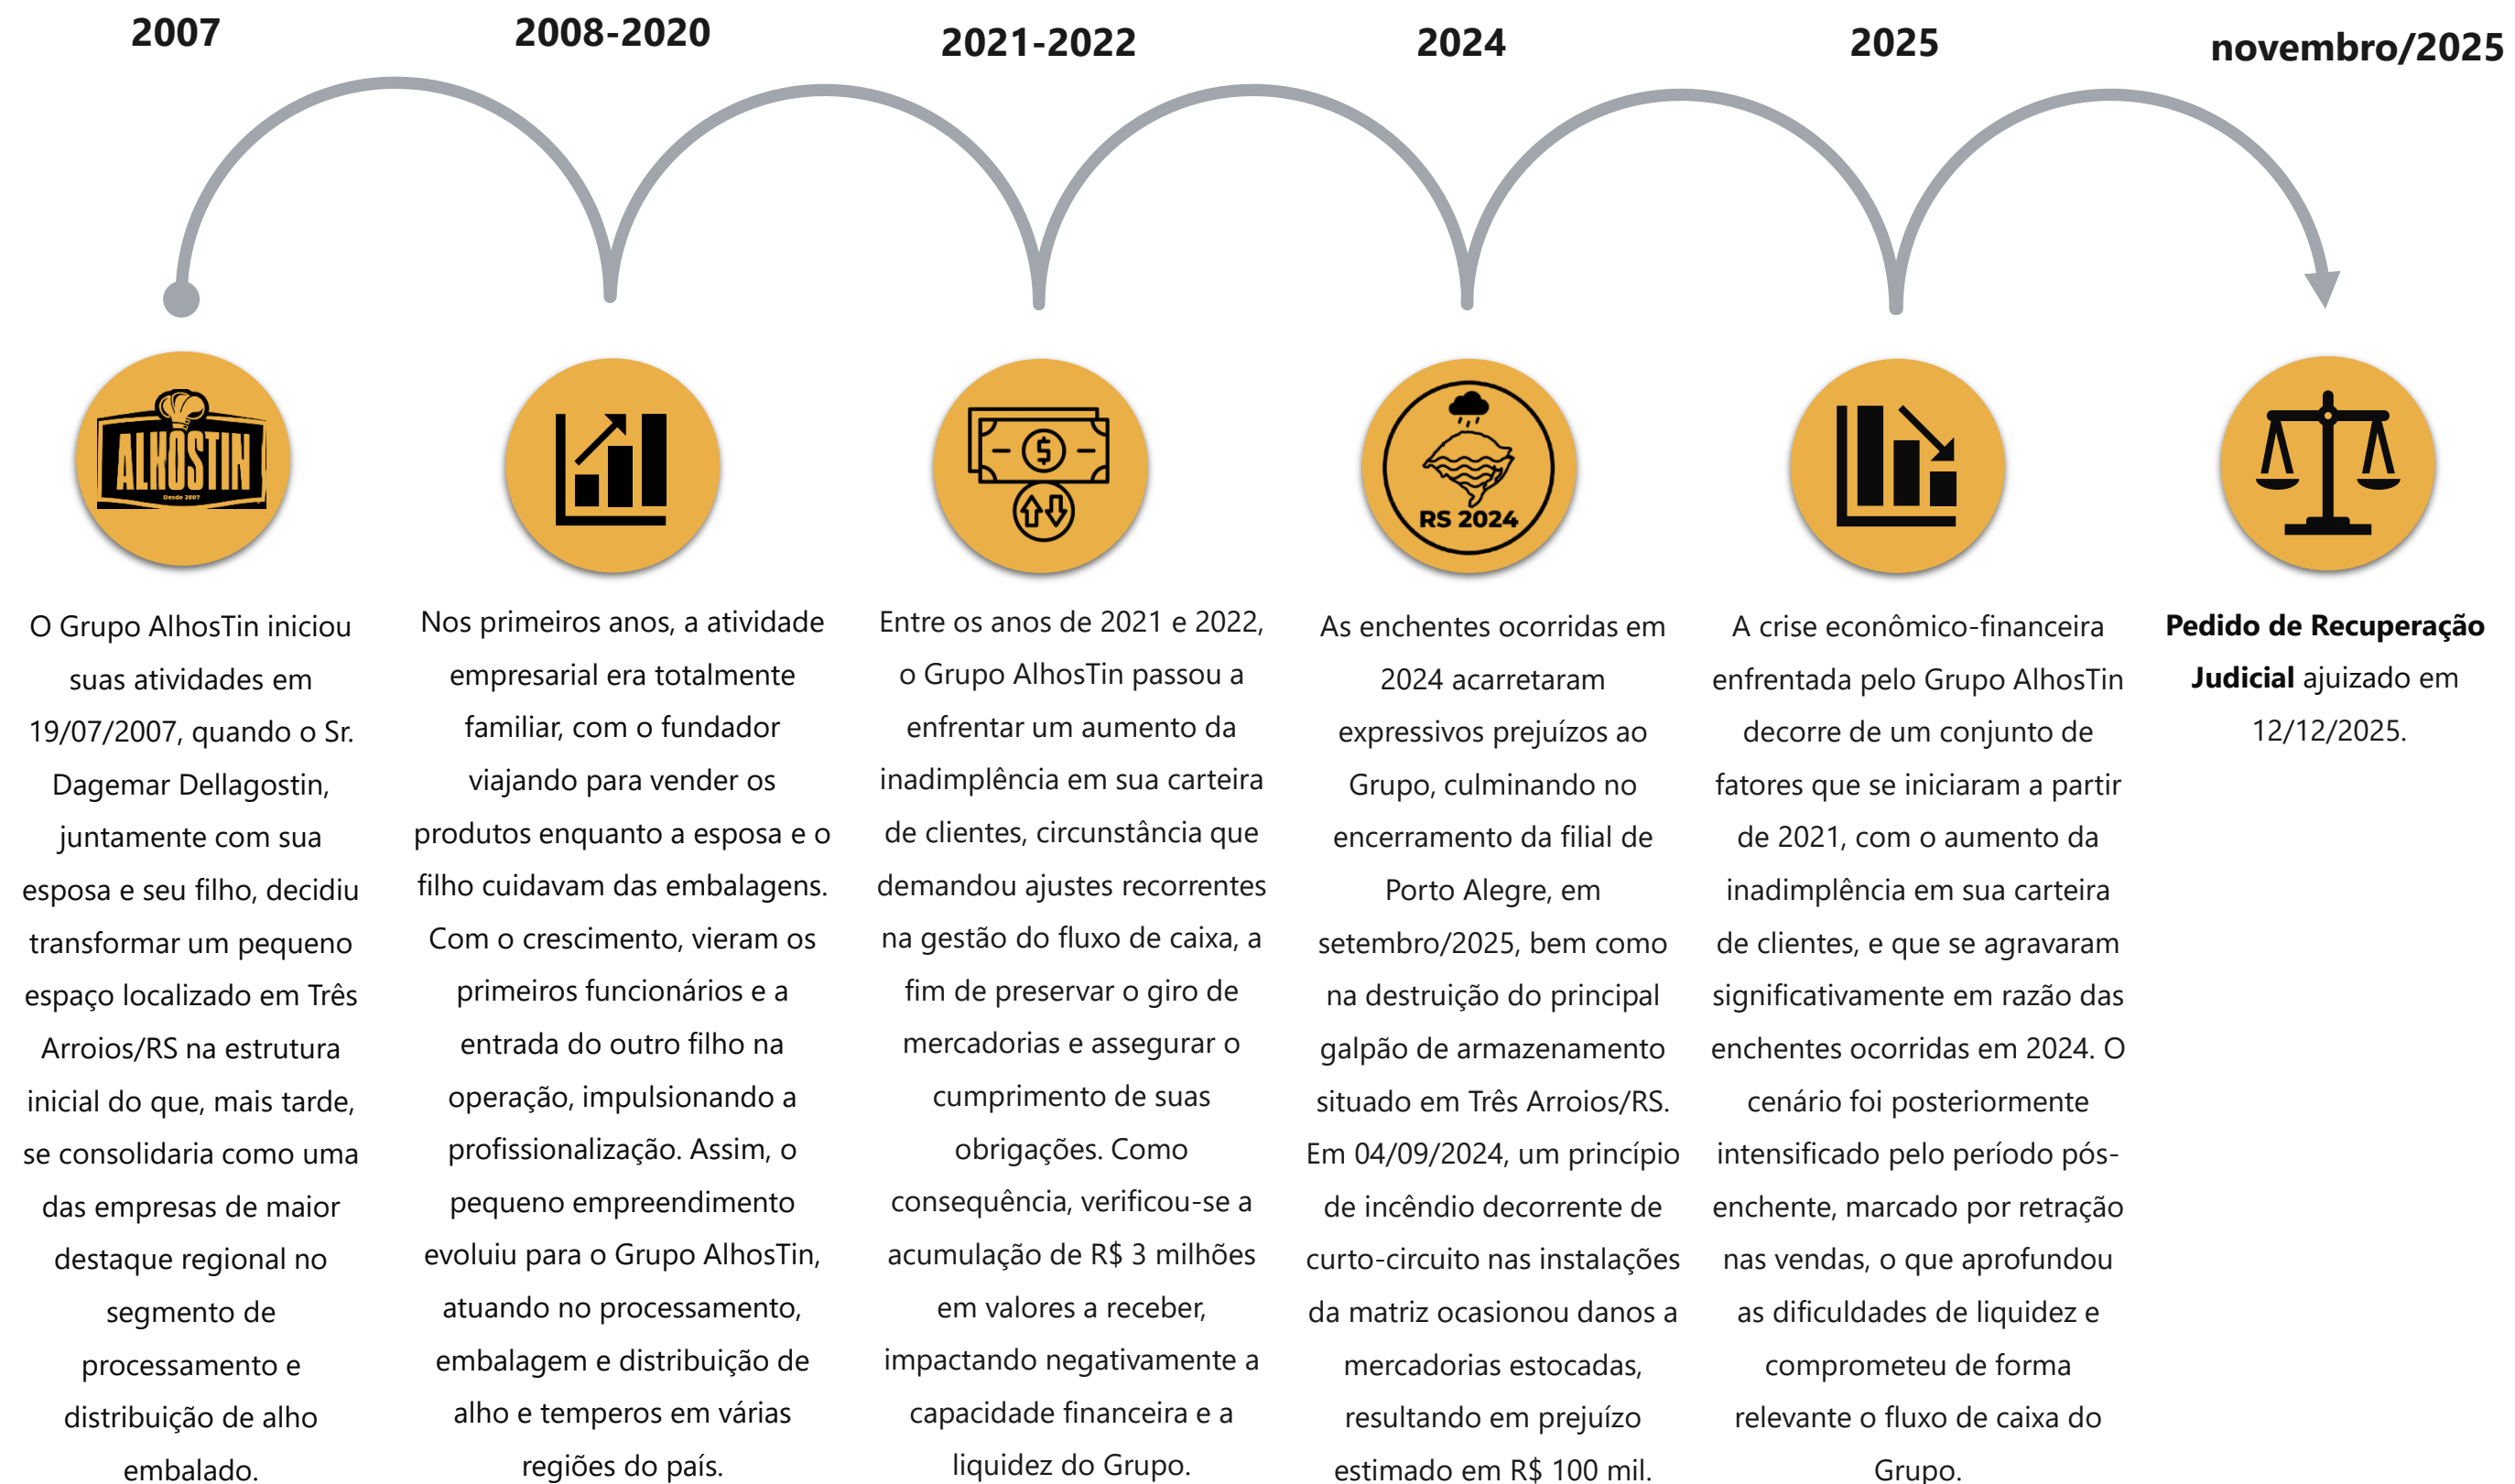 2007
2008-2020
2021-2022
2024
2025
novembro/2025
ALHOSTIN
Desde 2007
$
RS 2024
O Grupo AlhosTin iniciou
suas atividades em
19/07/2007, quando o Sr.
Dagemar Dellagostin,
juntamente com sua
esposa e seu filho, decidiu
transformar um pequeno
espaço localizado em Três
Arroios/RS na estrutura
inicial do que, mais tarde,
se consolidaria como uma
das empresas de maior
destaque regional no
segmento de
processamento e
distribuição de alho
embalado.
Nos primeiros anos, a atividade
empresarial era totalmente
familiar, com o fundador
viajando para vender os
produtos enquanto a esposa e o
filho cuidavam das embalagens.
Com o crescimento, vieram os
primeiros funcionários e a
entrada do outro filho na
operação, impulsionando a
profissionalização. Assim, o
pequeno empreendimento
evoluiu para o Grupo AlhosTin,
atuando no processamento,
embalagem e distribuição de
alho e temperos em várias
regiões do país.
Entre os anos de 2021 e 2022,
o Grupo AlhosTin passou a
enfrentar um aumento da
inadimplência em sua carteira
de clientes, circunstância que
demandou ajustes recorrentes
na gestão do fluxo de caixa, a
fim de preservar o giro de
mercadorias e assegurar o
cumprimento de suas
obrigações. Como
consequência, verificou-se a
acumulação de R$ 3 milhões
em valores a receber,
impactando negativamente a
capacidade financeira e a
liquidez do Grupo.
As enchentes ocorridas em
2024 acarretaram
expressivos prejuízos ao
Grupo, culminando no
encerramento da filial de
Porto Alegre, em
setembro/2025, bem como
na destruição do principal
galpão de armazenamento
situado em Três Arroios/RS.
Em 04/09/2024, um princípio
de incêndio decorrente de
curto-circuito nas instalações
da matriz ocasionou danos a
mercadorias estocadas,
resultando em prejuízo
estimado em R$ 100 mil.
A crise econômico-financeira
enfrentada pelo Grupo AlhosTin
decorre de um conjunto de
fatores que se iniciaram a partir
de 2021, com o aumento da
inadimplência em sua carteira
de clientes, e que se agravaram
significativamente em razão das
enchentes ocorridas em 2024. O
cenário foi posteriormente
intensificado pelo período pós-
enchente, marcado por retração
nas vendas, o que aprofundou
as dificuldades de liquidez e
comprometeu de forma
relevante o fluxo de caixa do
Grupo.
Pedido de Recuperação
Judicial ajuizado em
12/12/2025.